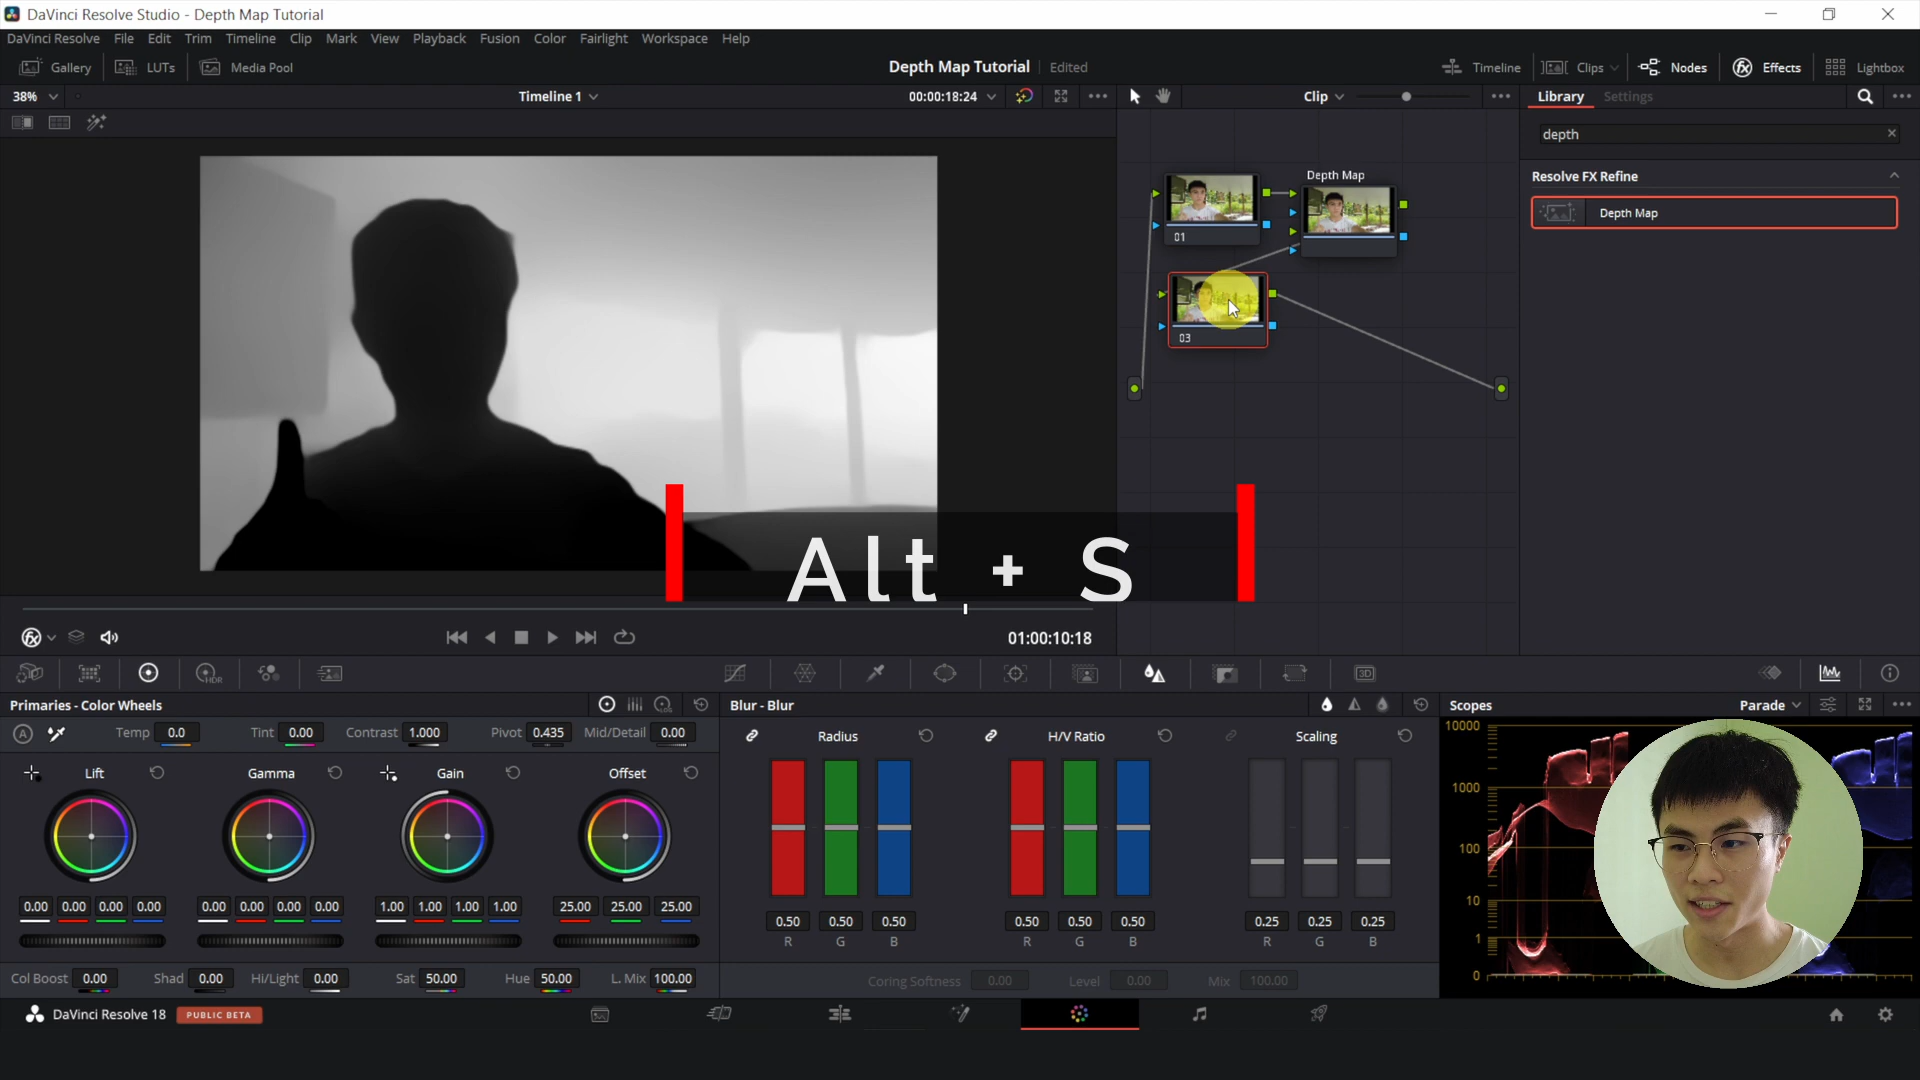 DaVinci Resolve Studio - Depth Map Tutorial
DaVinci Resolve File Edit Trim Timeline Clip Mark View Playback Fusion Color Fairlight Workspace Help
Gallery LUTs Media Pool Depth Map Tutorial Edited Timeline Clips Nodes Effects Lightbox
38% Timeline 1 00:00:18:24 Clip Library Settings
depth
Resolve FX Refine
Depth Map
Depth Map
01
03
Alt + S
01:00:10:18
HDR LOG 3D
Primaries - Color Wheels Blur - Blur Scopes Parade
A Temp 0.0 Tint 0.00 Contrast 1.000 Pivot 0.435 Mid/Detail 0.00 Radius H/V Ratio Scaling
Lift Gamma Gain Offset
0.00 0.00 0.00 0.00 0.00 0.00 0.00 0.00 1.00 1.00 1.00 1.00 25.00 25.00 25.00
0.50 0.50 0.50 0.50 0.50 0.50 0.25 0.25 0.25
R G B R G B R G B
Col Boost 0.00 Shad 0.00 Hi/Light 0.00 Sat 50.00 Hue 50.00 L. Mix 100.00 Coring Softness 0.00 Level 0.00 Mix 100.00
10000
1000
100
10
1
0
DaVinci Resolve 18 PUBLIC BETA